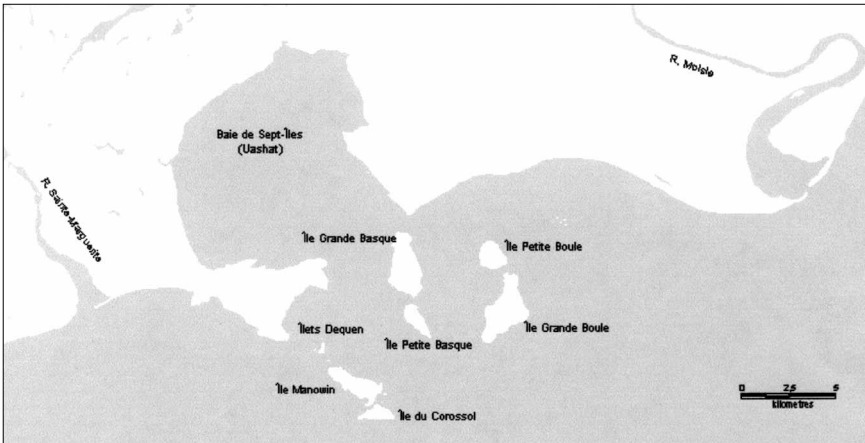 R. Moisie
Baie de Sept-Îles
(Uashat)
R. Sainte-Marguerite
Île Grande Basque
Île Petite Boule
Îlets Dequen
Île Petite Basque
Île Grande Boule
Île Manowin
Île du Corossol
0 2,5 5
kilometres